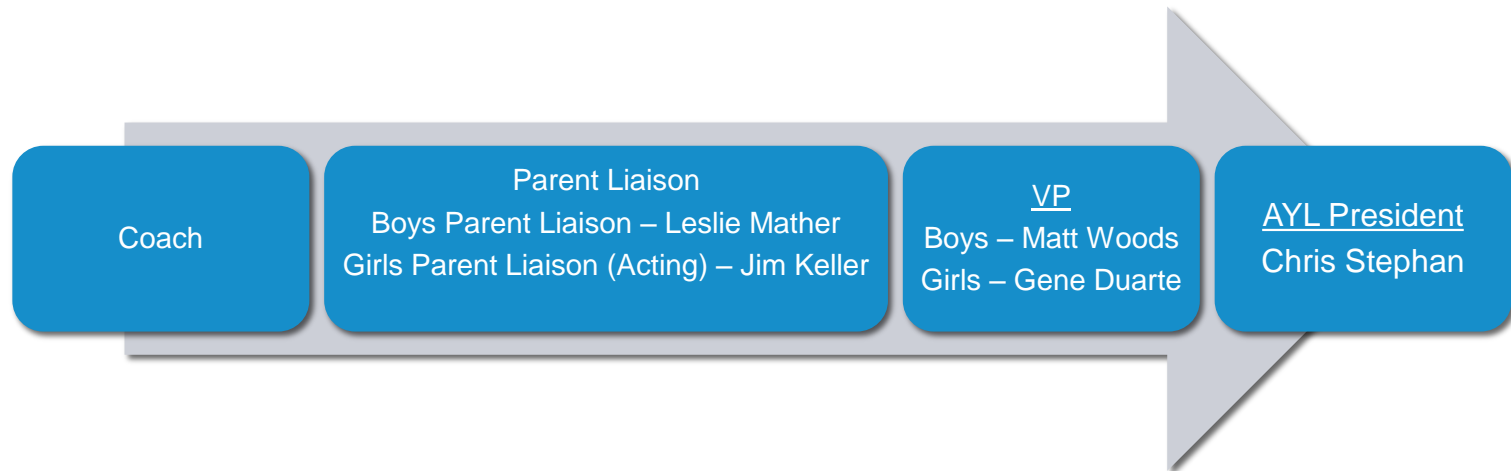 Coach
Parent Liaison
Boys Parent Liaison – Leslie Mather
Girls Parent Liaison (Acting) – Jim Keller
VP
Boys – Matt Woods
Girls – Gene Duarte
AYL President
Chris Stephan